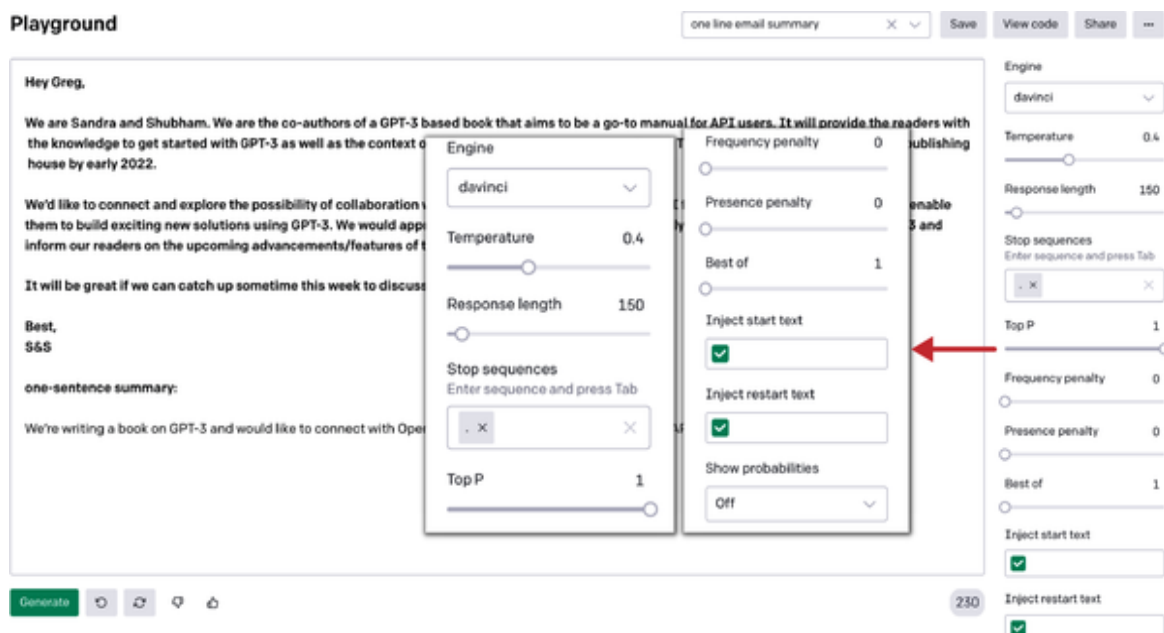 Playground
one line email summary
Save
View code
Share
Hey Greg,
We are Sandra and Shubham. We are the co-authors of a GPT-3 based book that aims to be a go-to manual for API users. It will provide the readers with
the knowledge to get started with GPT-3 as well as the context o
ublishing
house by early 2022.
We'd like to connect and explore the possibility of collaboration
enable
them to build exciting new solutions using GPT-3. We would app
3 and
inform our readers on the upcoming advancements/features of t
It will be great if we can catch up sometime this week to discuss
Best,
S&S
one-sentence summary:
We're writing a book on GPT-3 and would like to connect with Ope
Engine
davinci
Temperature 0.4
Response length 150
Stop sequences
Enter sequence and press Tab
. ×
Top P 1
Frequency penalty 0
Presence penalty 0
Best of 1
Inject start text
Inject restart text
Show probabilities
Off
Engine
davinci
Temperature 0.4
Response length 150
Stop sequences
Enter sequence and press Tab
. ×
Top P 1
Frequency penalty 0
Presence penalty 0
Best of 1
Inject start text
Inject restart text
Generate
230